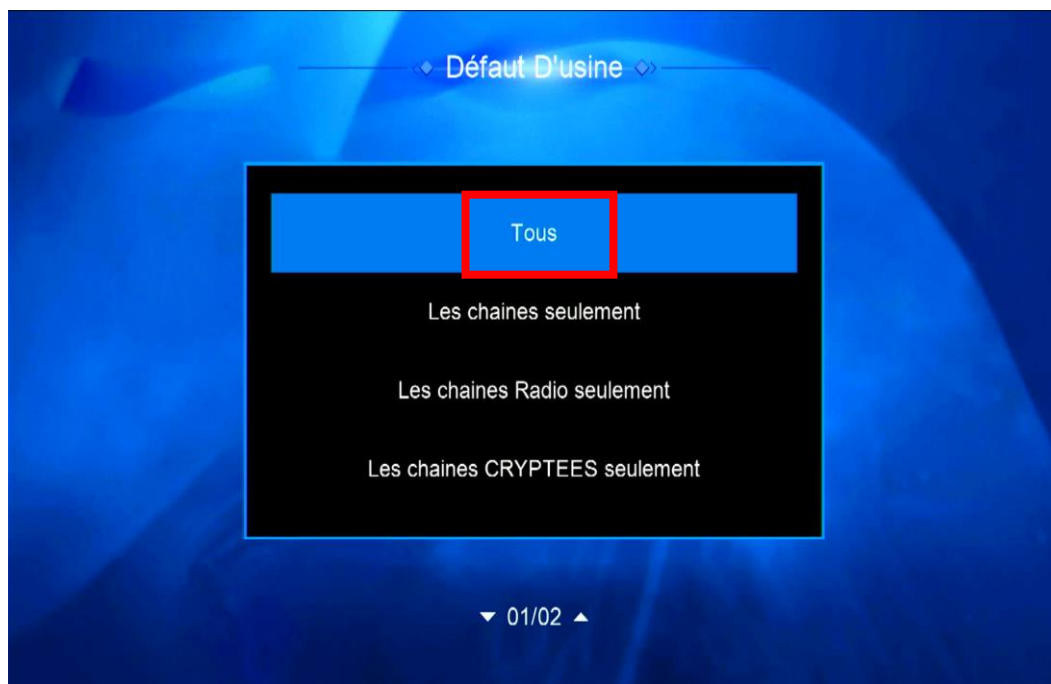 Défaut D'usine
Tous
Les chaines seulement
Les chaines Radio seulement
Les chaines CRYPTEES seulement
01/02